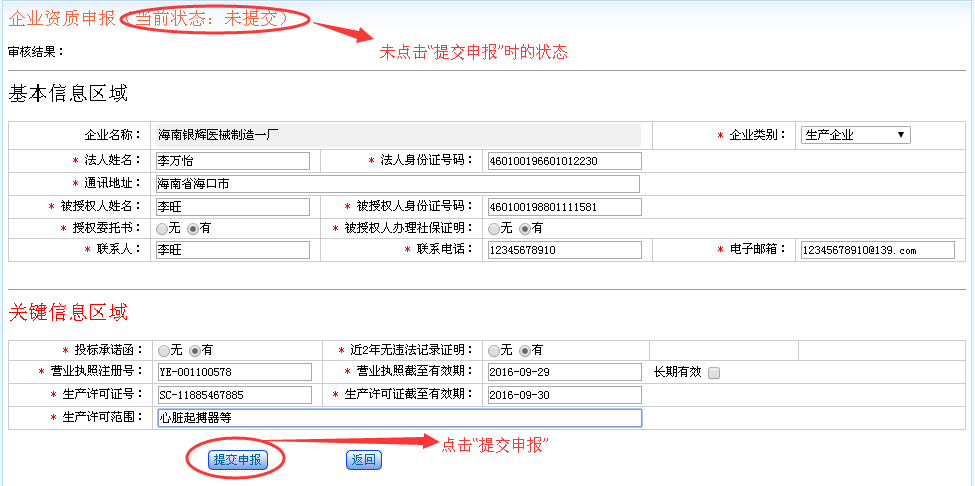 企业资质申报（当前状态：未提交）
未点击“提交申报”时的状态
审核结果：
基本信息区域
企业名称： 海南银辉医械制造一厂 * 企业类别： 生产企业
* 法人姓名： 李万怡 * 法人身份证号码： 460100196601012230
* 通讯地址： 海南省海口市
* 被授权人姓名： 李旺 * 被授权人身份证号码： 460100198801111581
* 授权委托书： 无 有 * 被授权人办理社保证明： 无 有
* 联系人： 李旺 * 联系电话： 12345678910 * 电子邮箱： 12345678910@139.com
关键信息区域
* 投标承诺函： 无 有 * 近2年无违法记录证明： 无 有
* 营业执照注册号： YE-001100578 * 营业执照截至有效期： 2016-09-29 长期有效
* 生产许可证号： SC-11885467885 * 生产许可证截至有效期： 2016-09-30
* 生产许可范围： 心脏起搏器等
点击“提交申报”
提交申报 返回